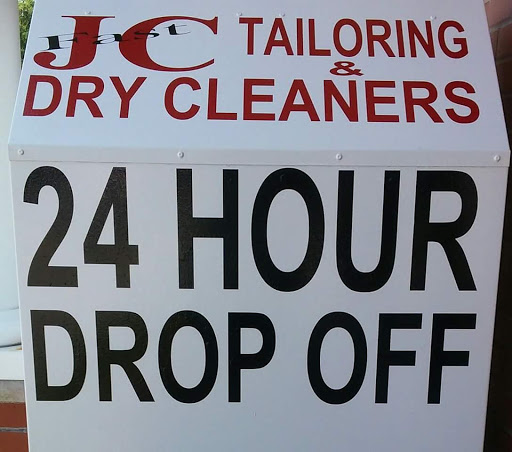 JC Fast TAILORING
&
DRY CLEANERS
24 HOUR
DROP OFF